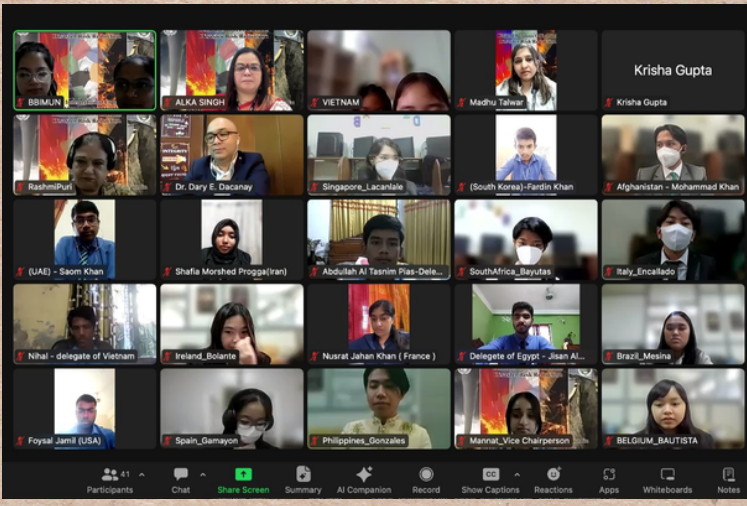 BBIMUN
ALKA SINGH
VIETNAM
Madhu Talwar
Krisha Gupta
Krisha Gupta
RashmiPuri
Dr. Dary E. Dacanay
Singapore_Lacanlale
(South Korea)-Fardin Khan
Afghanistan - Mohammad Khan
(UAE) - Saom Khan
Shafia Morshed Progga(Iran)
Abdullah Al Tasnim Pias-Dele...
SouthAfrica_Bayutas
Italy_Encallado
Nihal - delegate of Vietnam
Ireland_Bolante
Nusrat Jahan Khan ( France )
Delegete of Egypt - Jisan Al...
Brazil_Mesina
Foysal Jamil (USA)
Spain_Gamayon
Philippines_Gonzales
Mannat_Vice Chairperson
BELGIUM_BAUTISTA
41
CC
Participants
Chat
Share Screen
Summary
AI Companion
Record
Show Captions
Reactions
Apps
Whiteboards
Notes